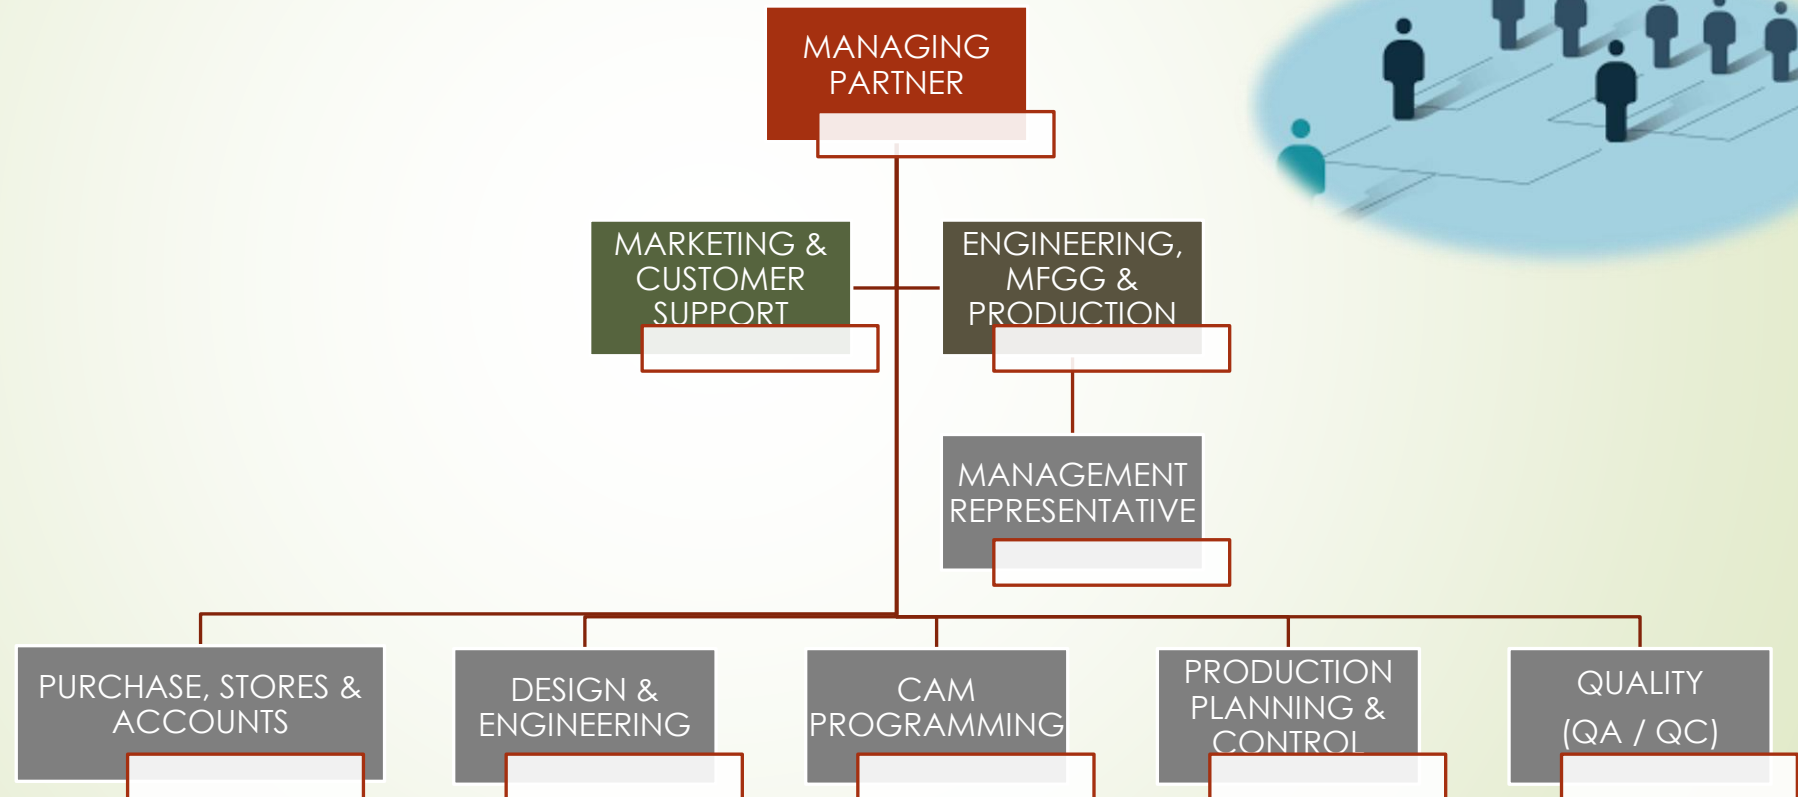 MANAGING
PARTNER
MARKETING &
CUSTOMER
SUPPORT
ENGINEERING,
MFGG &
PRODUCTION
MANAGEMENT
REPRESENTATIVE
PURCHASE, STORES &
ACCOUNTS
DESIGN &
ENGINEERING
CAM
PROGRAMMING
PRODUCTION
PLANNING &
CONTROL
QUALITY
(QA / QC)